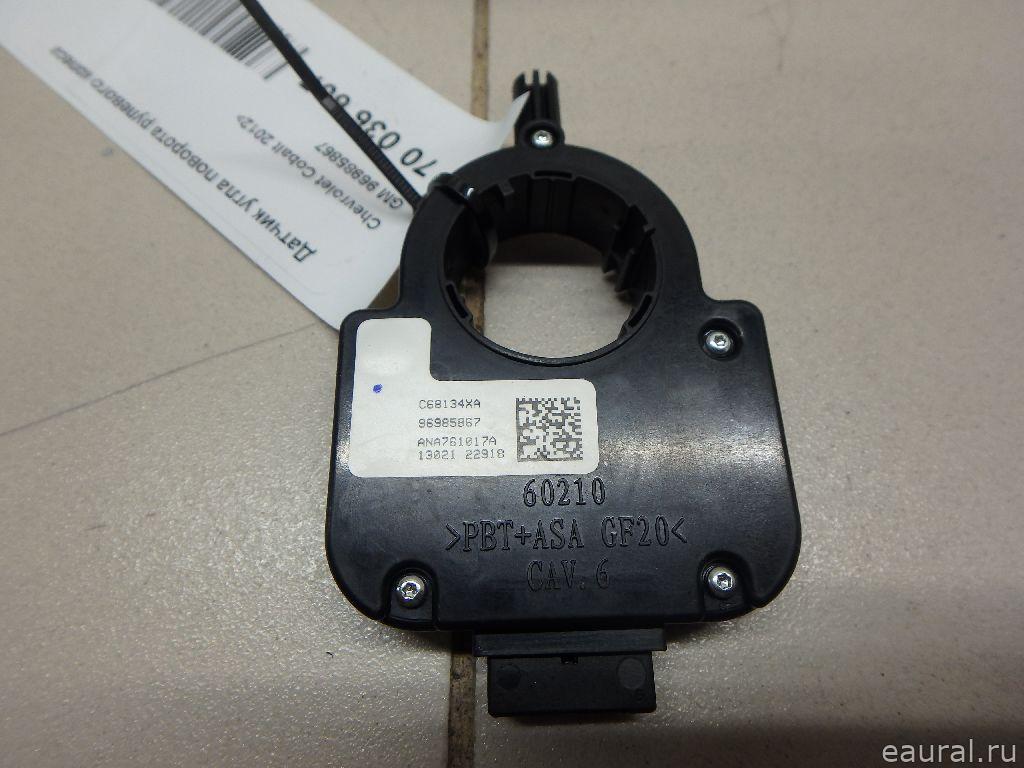 Датчик угла поворота рулевого колеса
Chevrolet Cobalt 2012>
GM 96985867
70 036
C68134XA
96985867
ANA761017A
13021 22918
60210
>PBT+ASA GF20<
CAV.6
eaural.ru